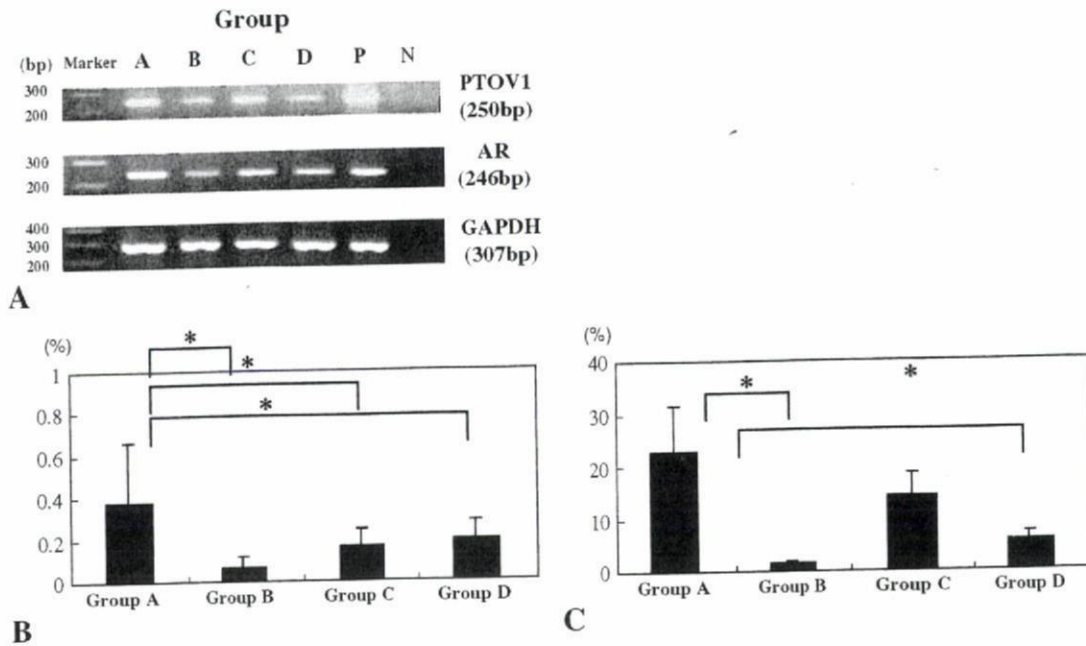 Group
(bp) Marker A B C D P N
300
200
PTOV1
(250bp)
300
200
AR
(246bp)
400
300
200
GAPDH
(307bp)
A
(%)
1
0.8
0.6
0.4
0.2
0
*
*
*
Group A Group B Group C Group D
B
(%)
40
30
20
10
0
*
*
Group A Group B Group C Group D
C